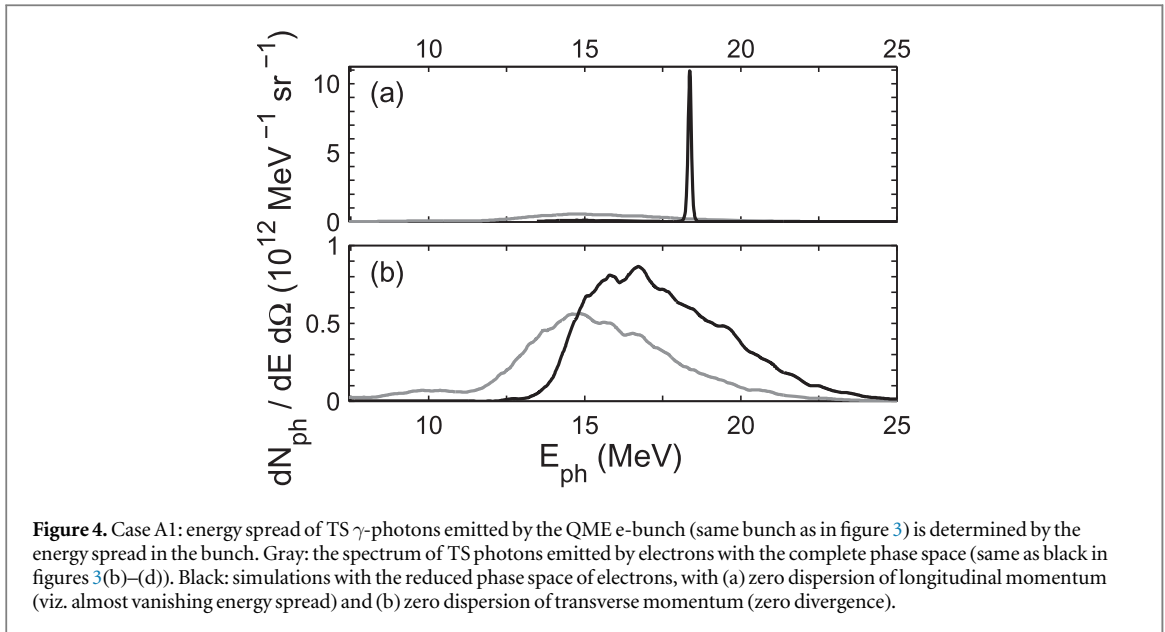 10 15 20 25
(a)
10
5
0
dN_ph / dE dΩ (10^12 MeV^−1 sr^−1)
(b)
1
0.5
0
10 15 20 25
E_ph (MeV)
Figure 4. Case A1: energy spread of TS γ-photons emitted by the QME e-bunch (same bunch as in figure 3) is determined by the
energy spread in the bunch. Gray: the spectrum of TS photons emitted by electrons with the complete phase space (same as black in
figures 3(b)–(d)). Black: simulations with the reduced phase space of electrons, with (a) zero dispersion of longitudinal momentum
(viz. almost vanishing energy spread) and (b) zero dispersion of transverse momentum (zero divergence).